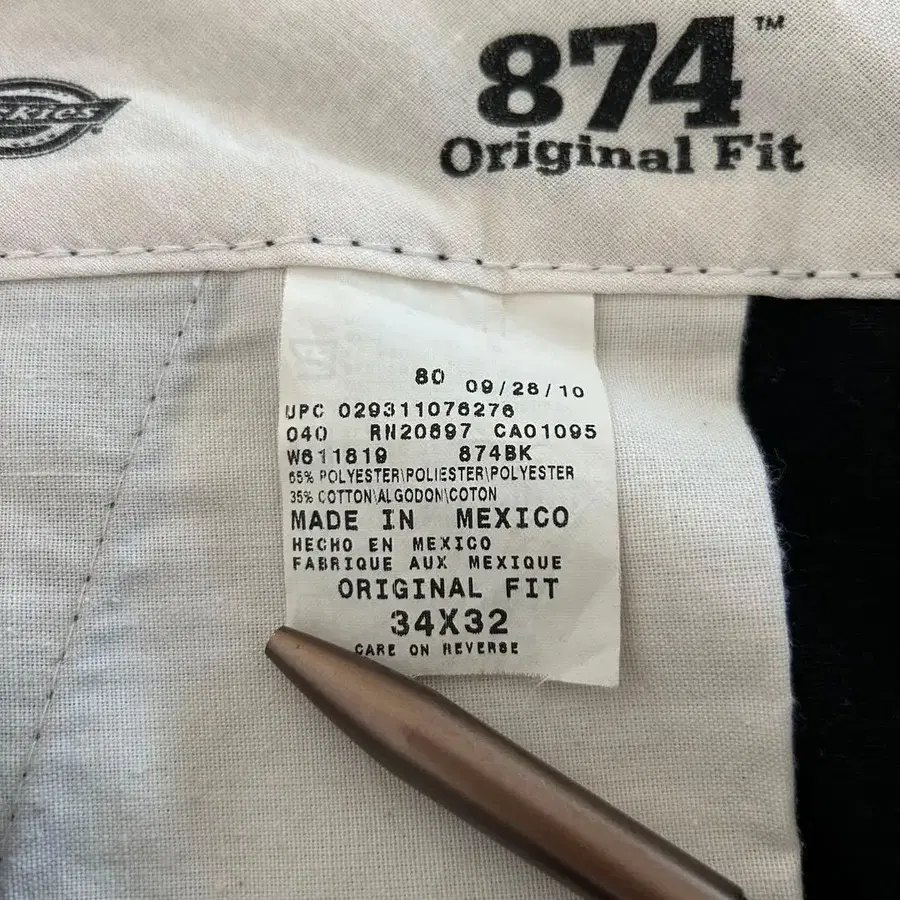 874™
Original Fit
80 09/28/10
UPC 029311076276
040 RN20697 CA01095
W611819 874BK
65% POLYESTER\POLIESTER\POLYESTER
35% COTTON\ALGODON\COTON
MADE IN MEXICO
HECHO EN MEXICO
FABRIQUE AUX MEXIQUE
ORIGINAL FIT
34X32
CARE ON REVERSE